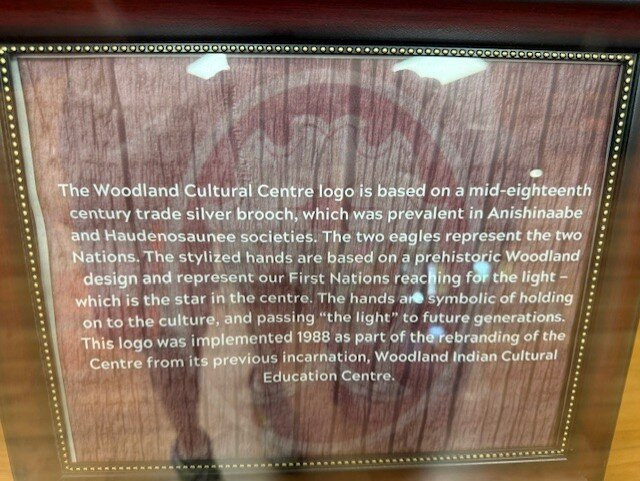 The Woodland Cultural Centre logo is based on a mid-eighteenth
century trade silver brooch, which was prevalent in Anishinaabe
and Haudenosaunee societies. The two eagles represent the two
Nations. The stylized hands are based on a prehistoric Woodland
design and represent our First Nations reaching for the light –
which is the star in the centre. The hands are symbolic of holding
on to the culture, and passing “the light” to future generations.
This logo was implemented 1988 as part of the rebranding of the
Centre from its previous incarnation, Woodland Indian Cultural
Education Centre.